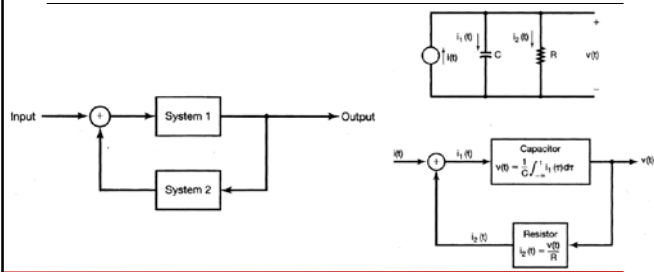 Input
+
System 1
Output
System 2
i(t)
i₁(t)
C
i₂(t)
R
+
v(t)
−
i(t)
+
i₁(t)
Capacitor
v(t) = 1/C ∫_{-∞}^{t} i₁(τ)dτ
v(t)
i₂(t)
Resistor
i₂(t) = v(t)/R